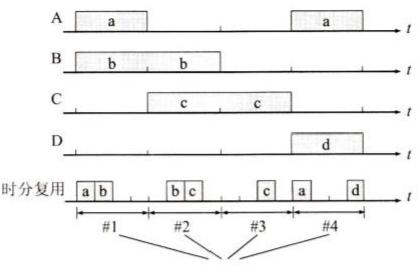 A a a t
B b b t
C c c t
D d t
时分复用 a b b c c a d t
#1 #2 #3 #4